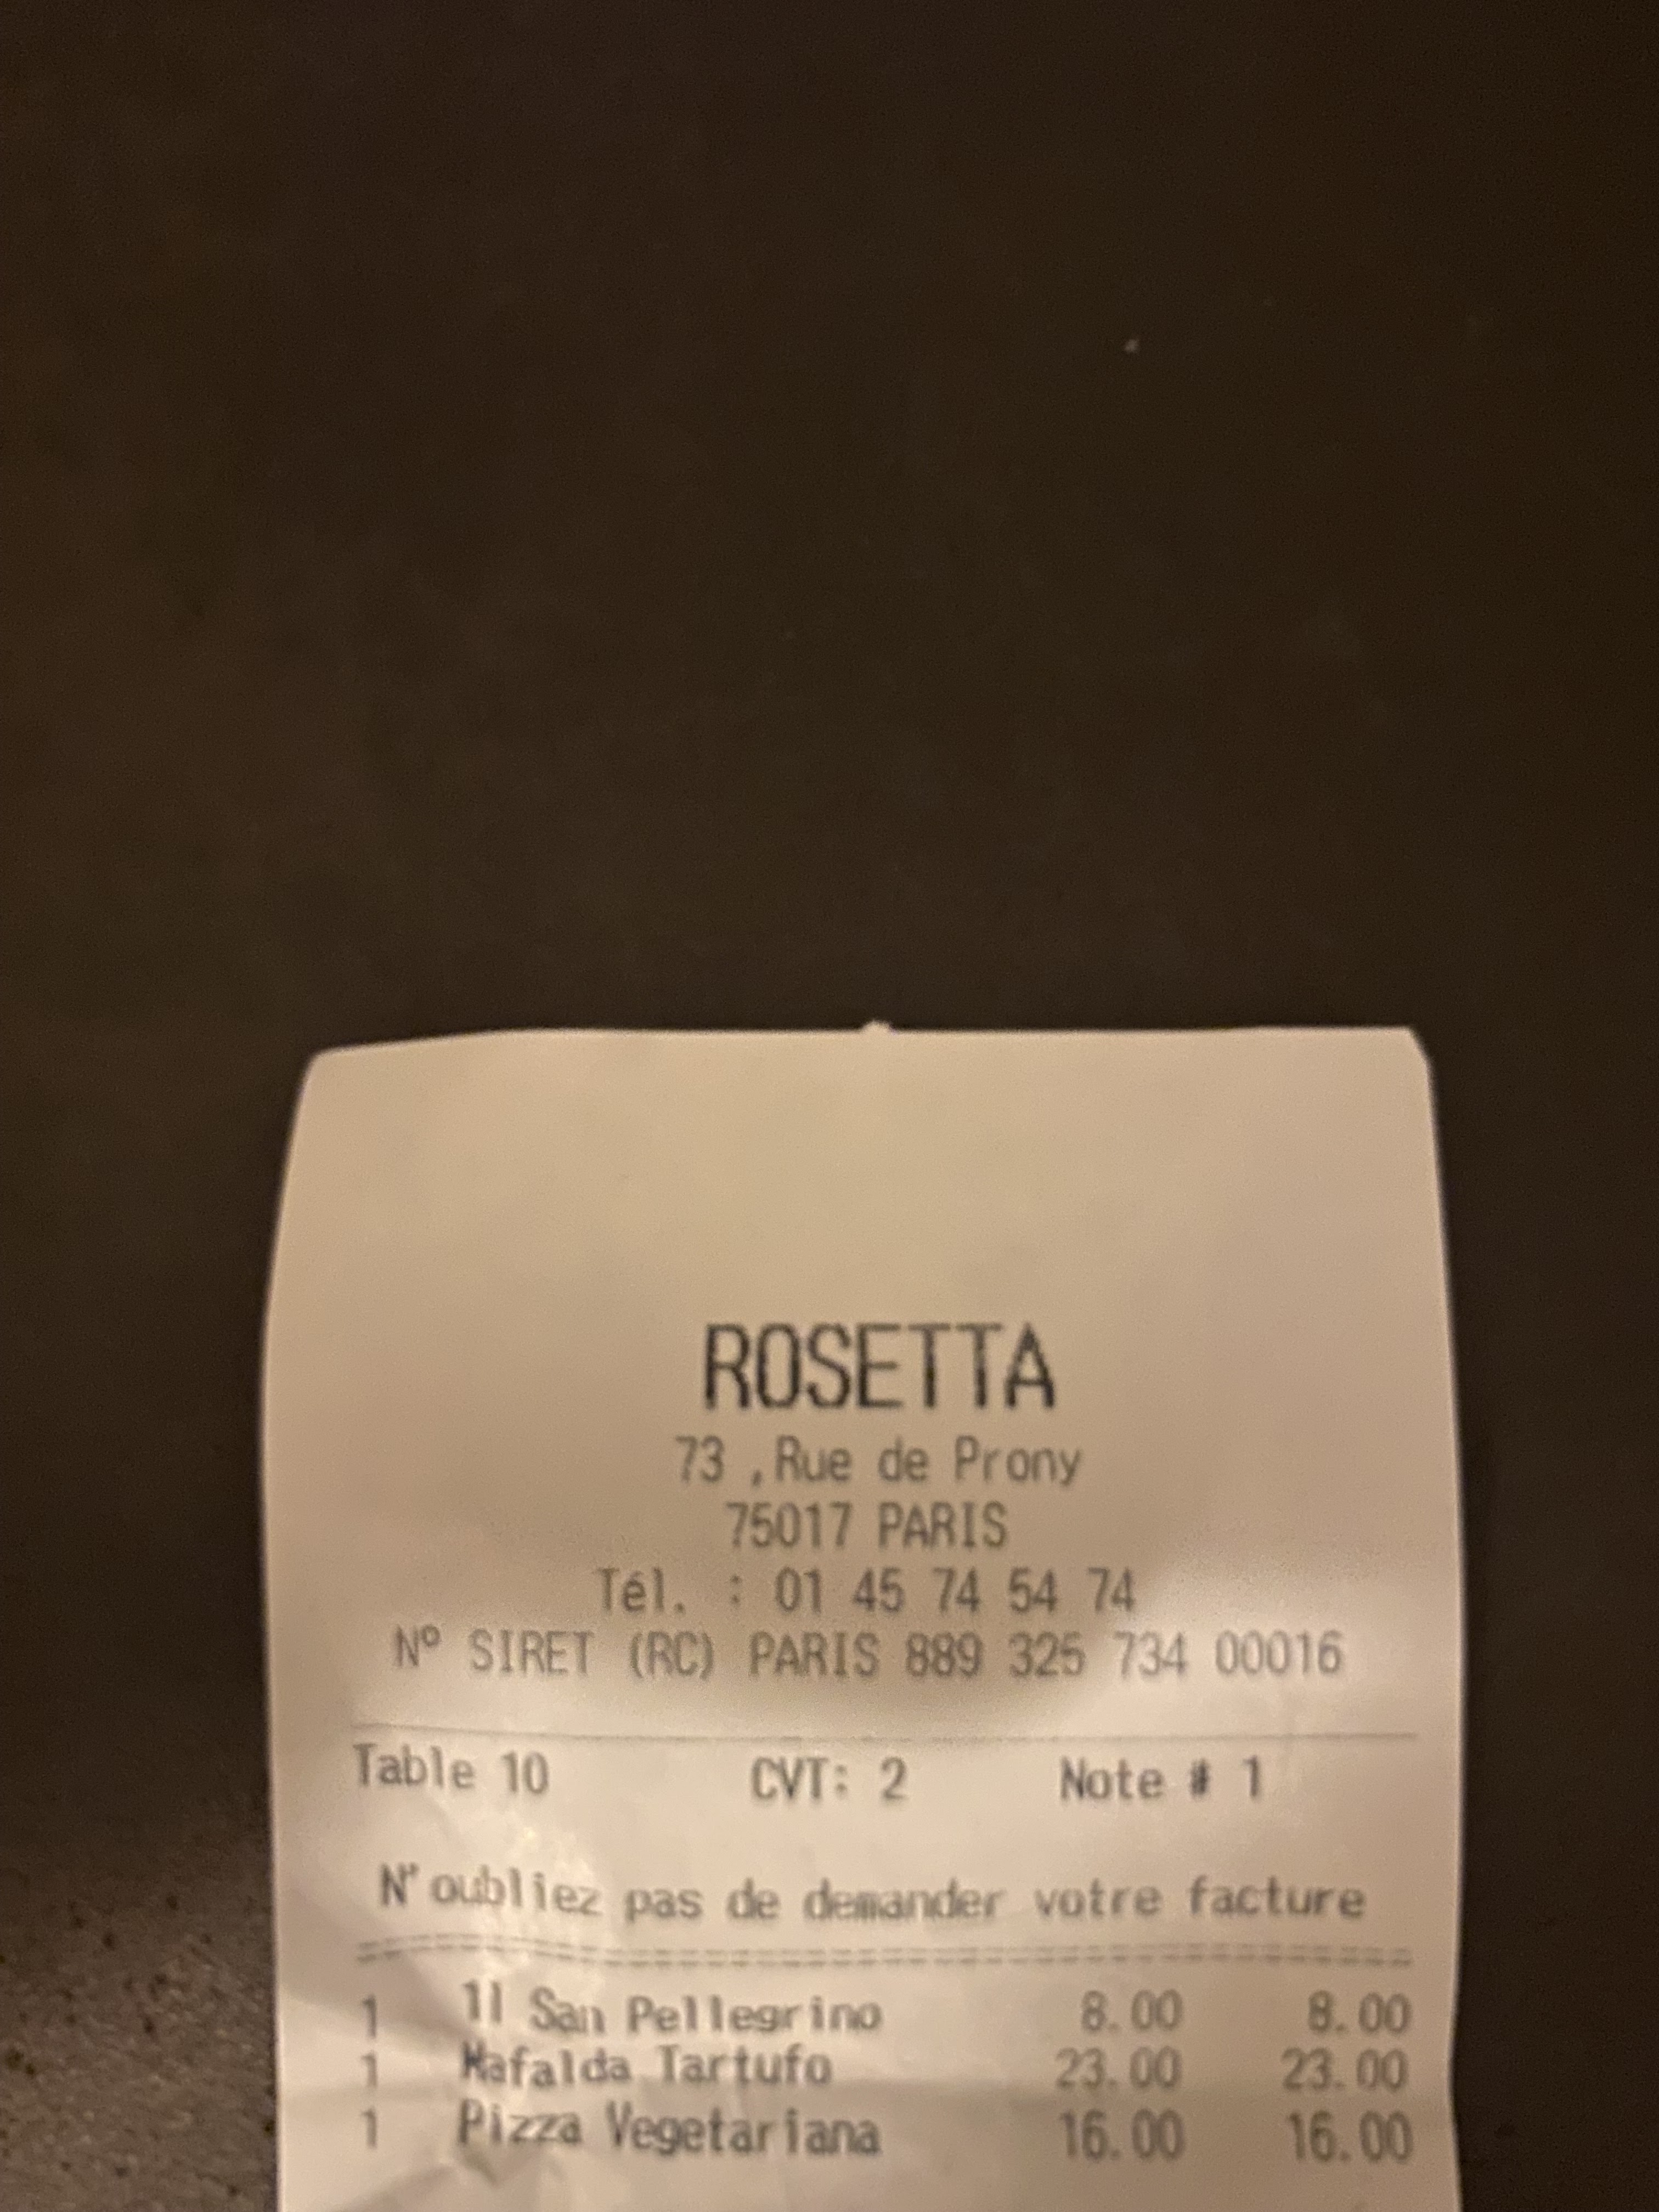 ROSETTA
73 ,Rue de Prony
75017 PARIS
Tél. : 01 45 74 54 74
Nº SIRET (RC) PARIS 889 325 734 00016
Table 10 CVT: 2 Note # 1
N'oubliez pas de demander votre facture
1 1l San Pellegrino 8.00 8.00
1 Mafalda Tartufo 23.00 23.00
1 Pizza Vegetariana 16.00 16.00